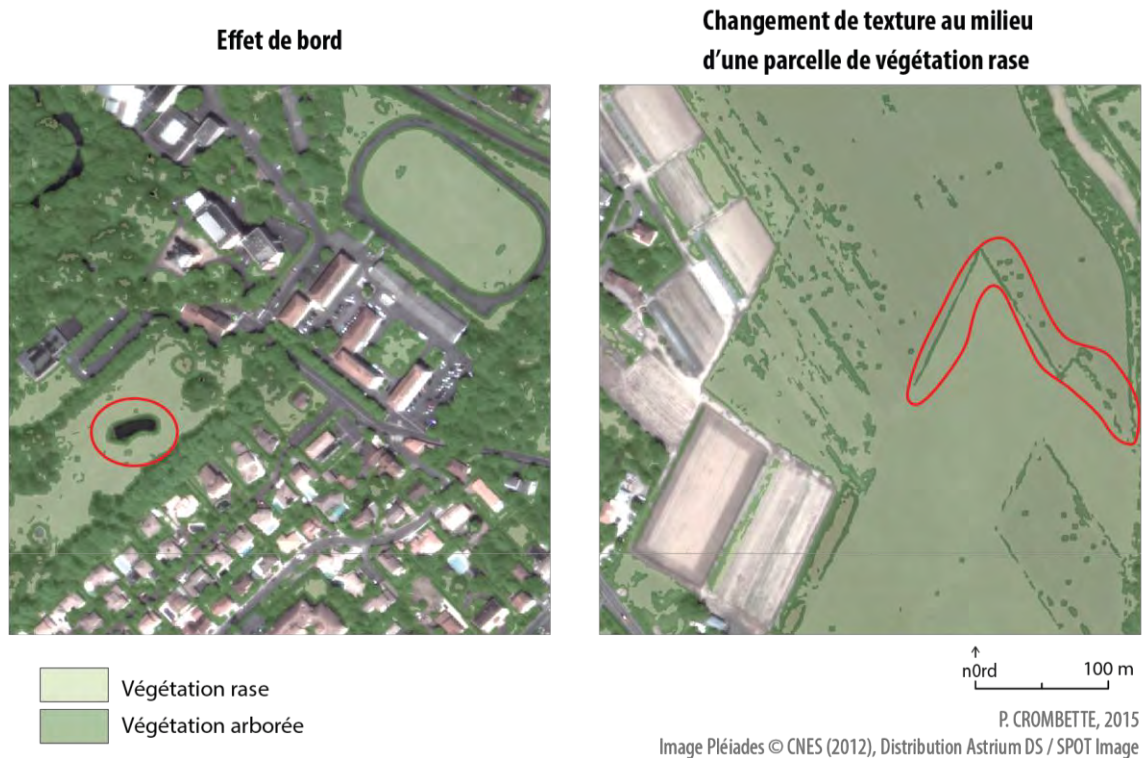 Effet de bord
Changement de texture au milieu
d'une parcelle de végétation rase
Végétation rase
Végétation arborée
nord
100 m
P. CROMBETTE, 2015
Image Pléiades © CNES (2012), Distribution Astrium DS / SPOT Image